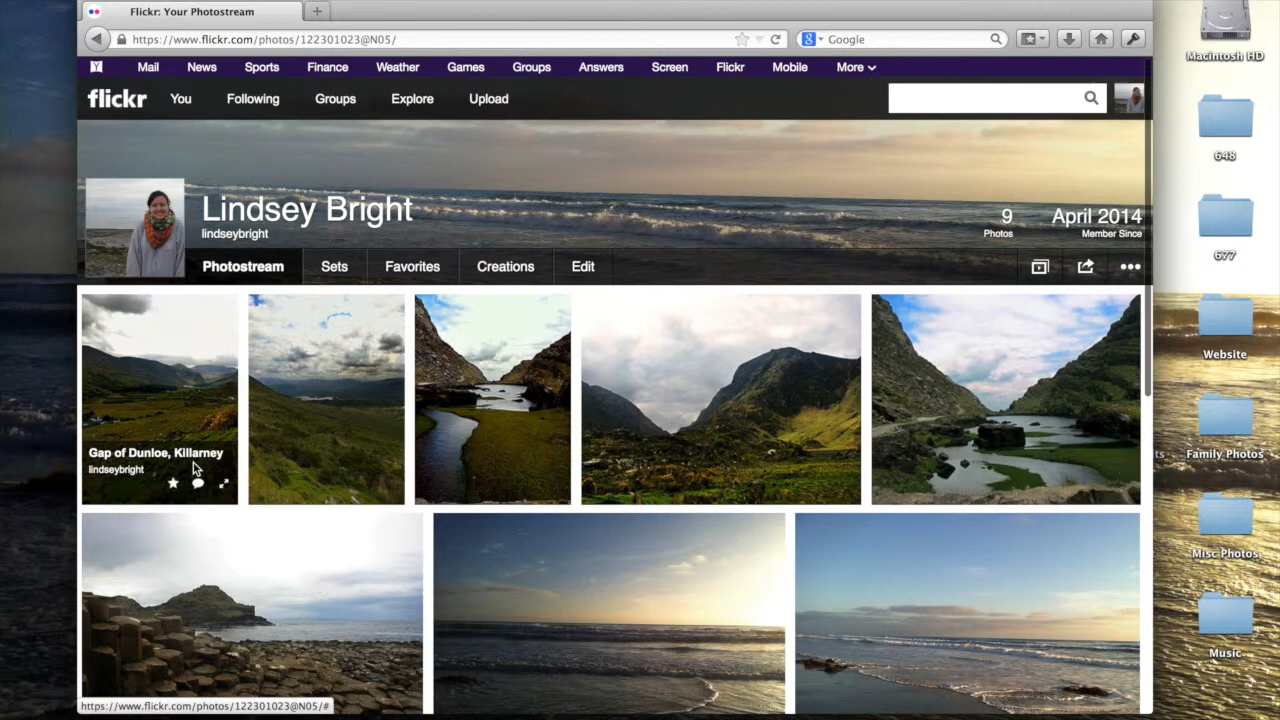 Flickr: Your Photostream
https://www.flickr.com/photos/122301023@N05/
Google
Mail News Sports Finance Weather Games Groups Answers Screen Flickr Mobile More
flickr You Following Groups Explore Upload
Lindsey Bright
lindseybright
9
Photos
April 2014
Member Since
Photostream Sets Favorites Creations Edit
Gap of Dunloe, Killarney
lindseybright
https://www.flickr.com/photos/122301023@N05/#
Macintosh HD
648
677
Website
Family Photos
Misc Photos
Music